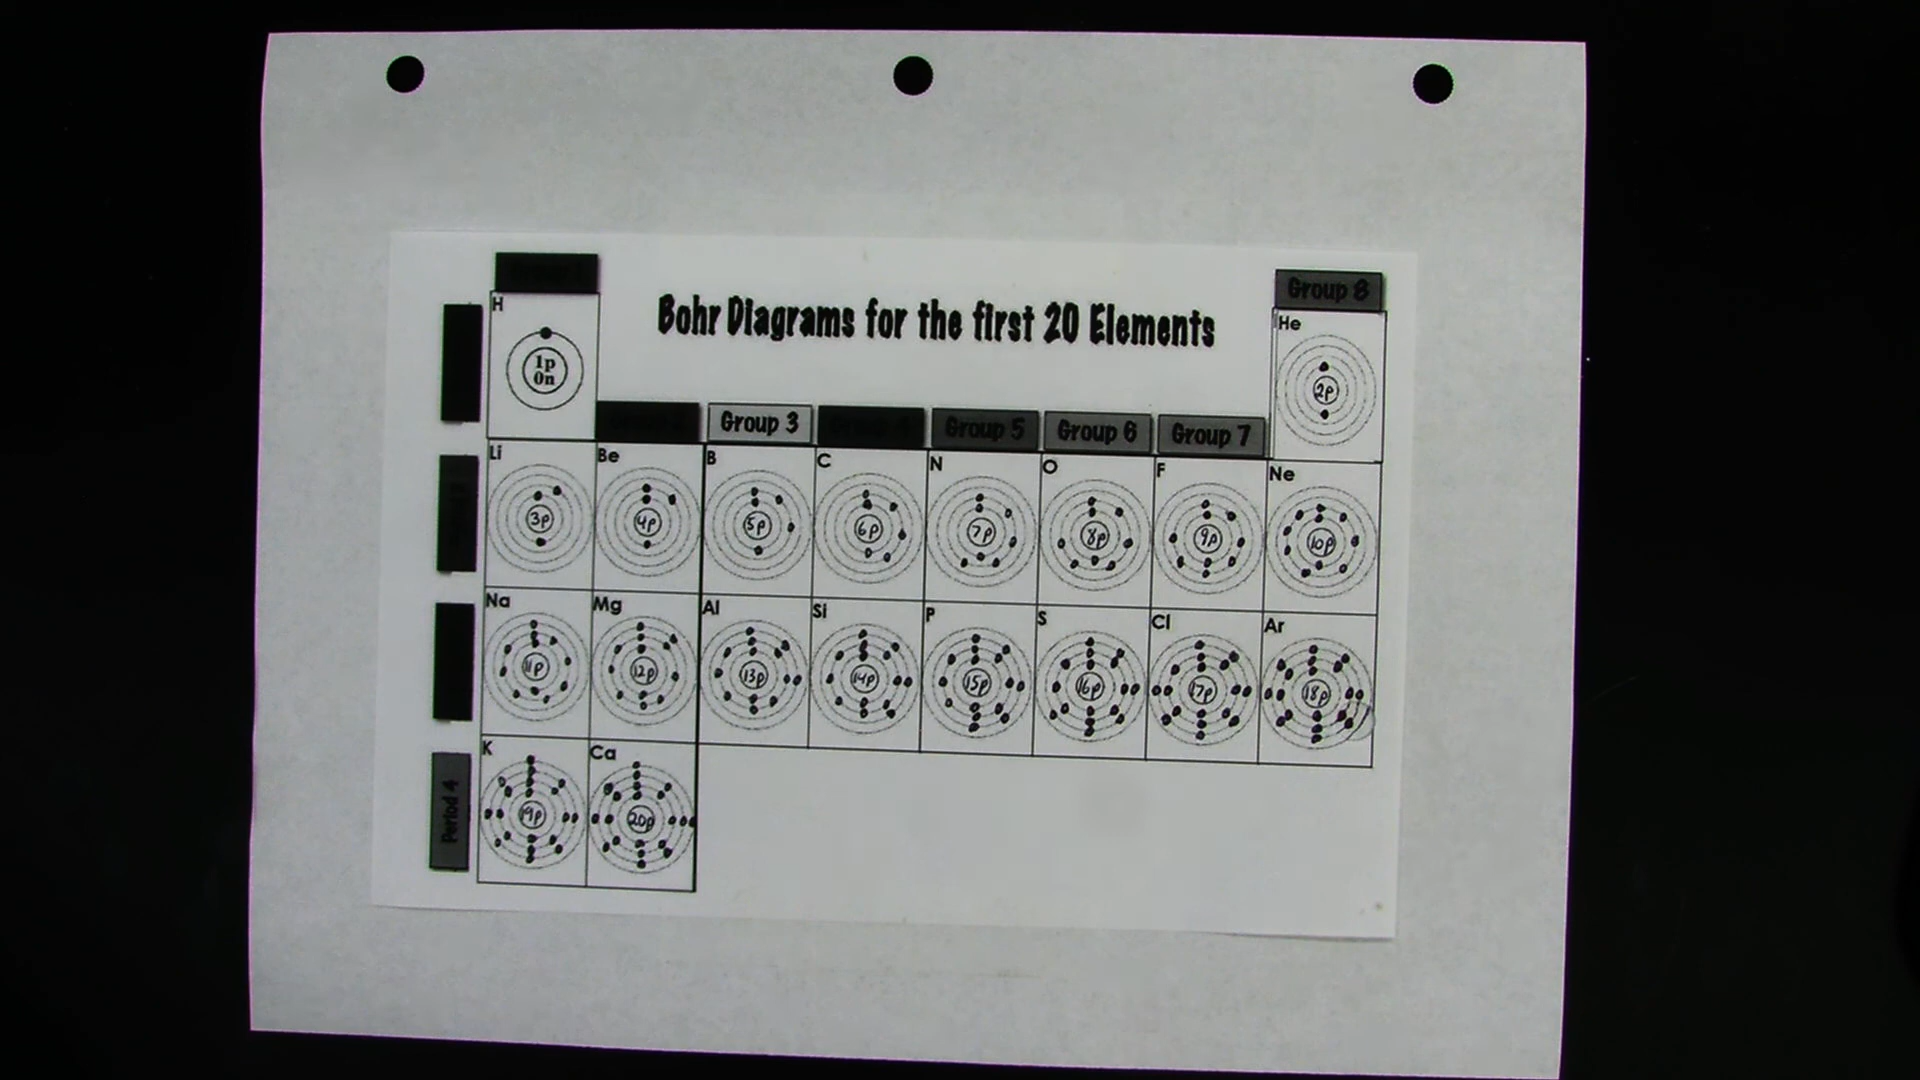 Group 8
H
Bohr Diagrams for the first 20 Elements
He
1p
0n
2p
Group 3
Group 5
Group 6
Group 7
Li
Be
B
C
N
O
F
Ne
3p
4p
5p
6p
7p
8p
9p
10p
Na
Mg
Al
Si
P
S
Cl
Ar
11p
12p
13p
14p
15p
16p
17p
18p
K
Ca
Period 4
19p
20p